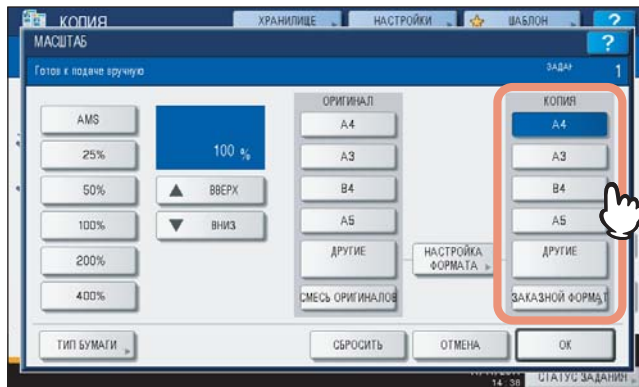 КОПИЯ ХРАНИЛИЩЕ НАСТРОЙКИ ШАБЛОН ?
МАСШТАБ ?
Готов к подаче вручную 1
ОРИГИНАЛ КОПИЯ
AMS A4 A4
100 %
25% A3 A3
50% ВВЕРХ B4 B4
100% ВНИЗ A5 A5
200% ДРУГИЕ НАСТРОЙКА ФОРМАТА ДРУГИЕ
400% СМЕСЬ ОРИГИНАЛОВ ЗАКАЗНОЙ ФОРМАТ
ТИП БУМАГИ СБРОСИТЬ ОТМЕНА OK
14:38 СТАТУС ЗАДАНИЯ